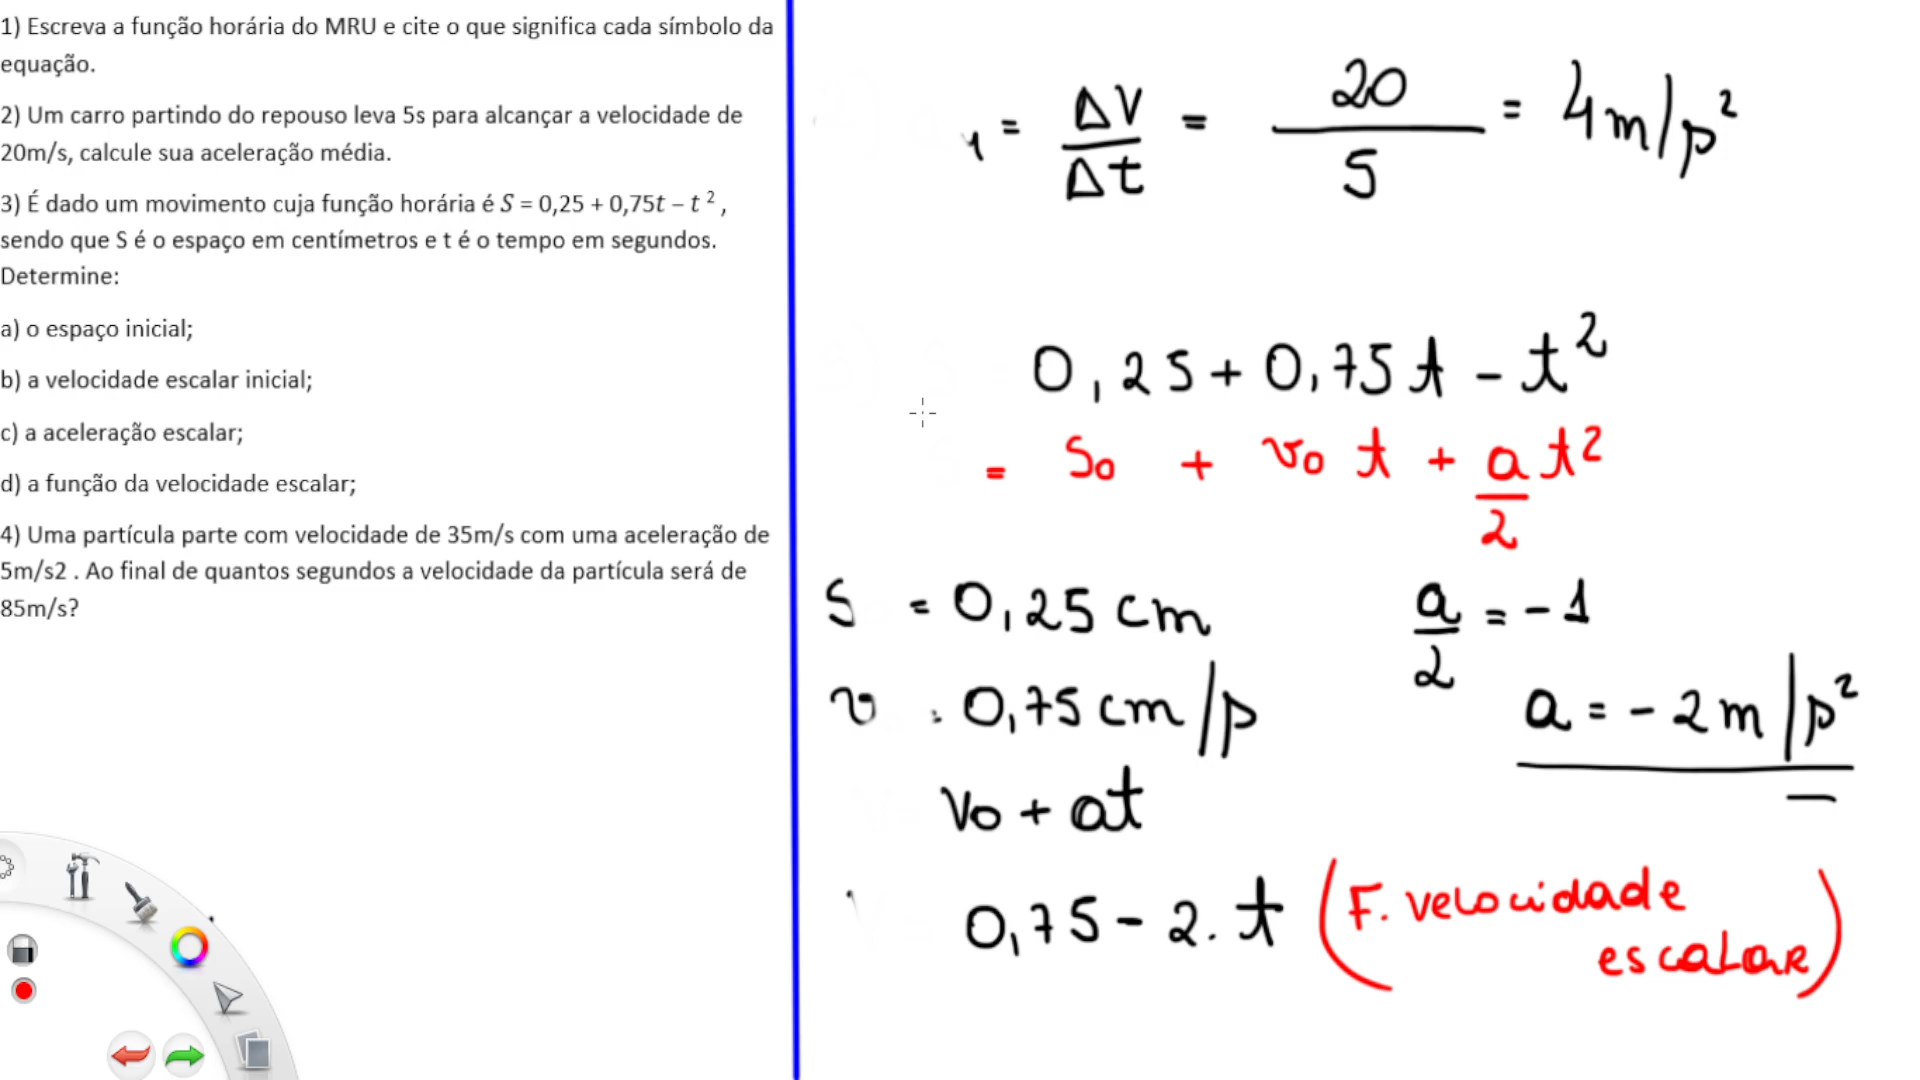 1) Escreva a função horária do MRU e cite o que significa cada símbolo da
equação.
2) Um carro partindo do repouso leva 5s para alcançar a velocidade de
20m/s, calcule sua aceleração média.
3) É dado um movimento cuja função horária é S = 0,25 + 0,75t – t ² ,
sendo que S é o espaço em centímetros e t é o tempo em segundos.
Determine:
a) o espaço inicial;
b) a velocidade escalar inicial;
c) a aceleração escalar;
d) a função da velocidade escalar;
4) Uma partícula parte com velocidade de 35m/s com uma aceleração de
5m/s2 . Ao final de quantos segundos a velocidade da partícula será de
85m/s?
= ΔV/Δt = 20/5 = 4m/s²
0,25 + 0,75t - t²
= So + vo t + a/2 t²
S = 0,25 cm
a/2 = -1
v : 0,75 cm/s
a = -2m/s²
Vo + at
0,75 - 2. t (F. velocidade
escalar)